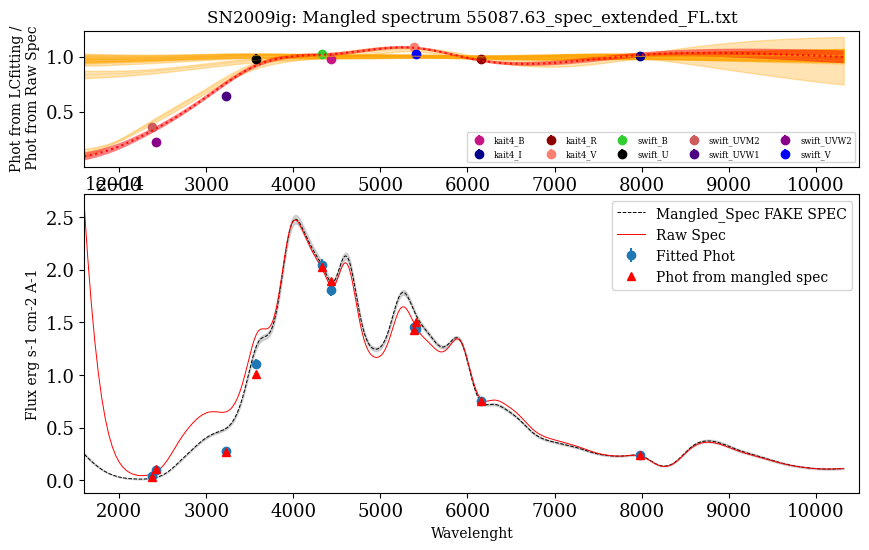 SN2009ig: Mangled spectrum 55087.63_spec_extended_FL.txt
Phot from LCfitting /
Phot from Raw Spec
1.0
0.5
kait4_B kait4_R swift_B swift_UVM2 swift_UVW2
kait4_I kait4_V swift_U swift_UVW1 swift_V
2000 3000 4000 5000 6000 7000 8000 9000 10000
1e−14
Flux erg s-1 cm-2 A-1
2.5
2.0
1.5
1.0
0.5
0.0
Mangled_Spec FAKE SPEC
Raw Spec
Fitted Phot
Phot from mangled spec
2000 3000 4000 5000 6000 7000 8000 9000 10000
Wavelenght